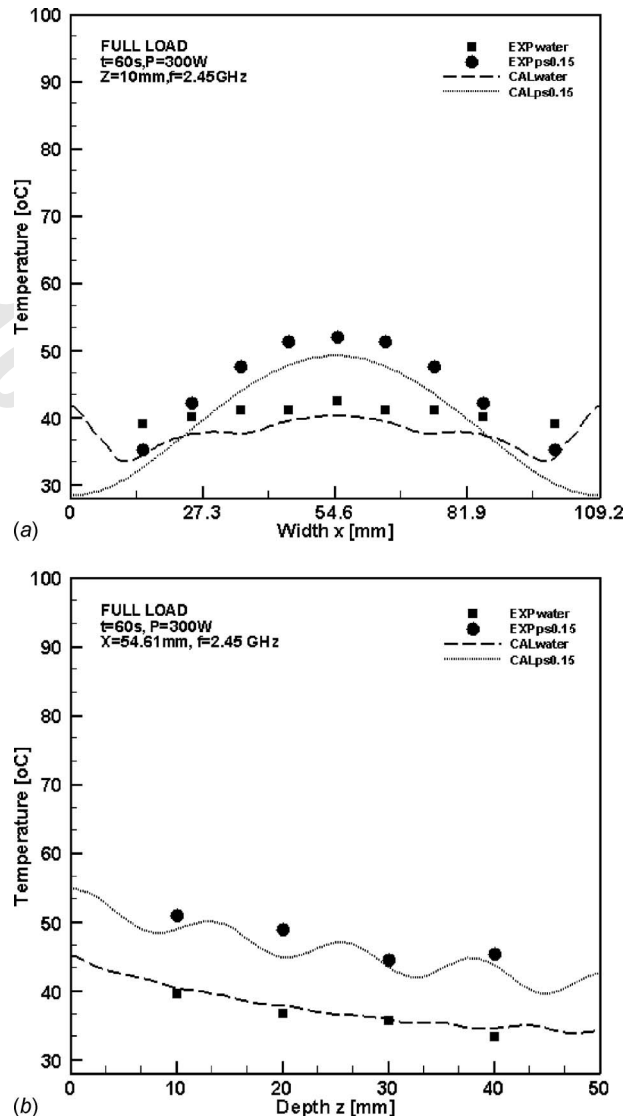 FULL LOAD
t=60s,P=300W
Z=10mm,f=2.45GHz
EXPwater
EXPps0.15
CALwater
CALps0.15
100
90
80
70
60
50
40
30
Temperature [oC]
0 27.3 54.6 81.9 109.2
Width x [mm]
(a)
FULL LOAD
t=60s, P=300W
X=54.61mm, f=2.45 GHz
EXPwater
EXPps0.15
CALwater
CALps0.15
100
90
80
70
60
50
40
30
Temperature [oC]
0 10 20 30 40 50
Depth z [mm]
(b)